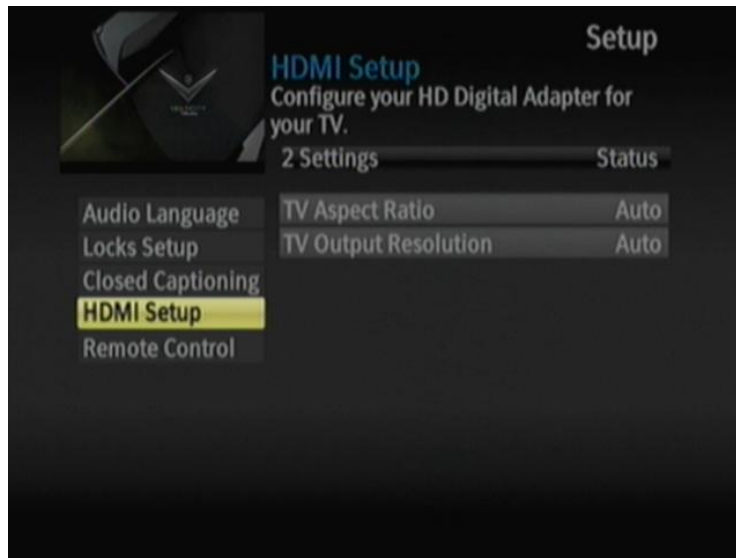 Setup
HDMI Setup
Configure your HD Digital Adapter for
your TV.
2 Settings Status
Audio Language
Locks Setup
Closed Captioning
HDMI Setup
Remote Control
TV Aspect Ratio Auto
TV Output Resolution Auto